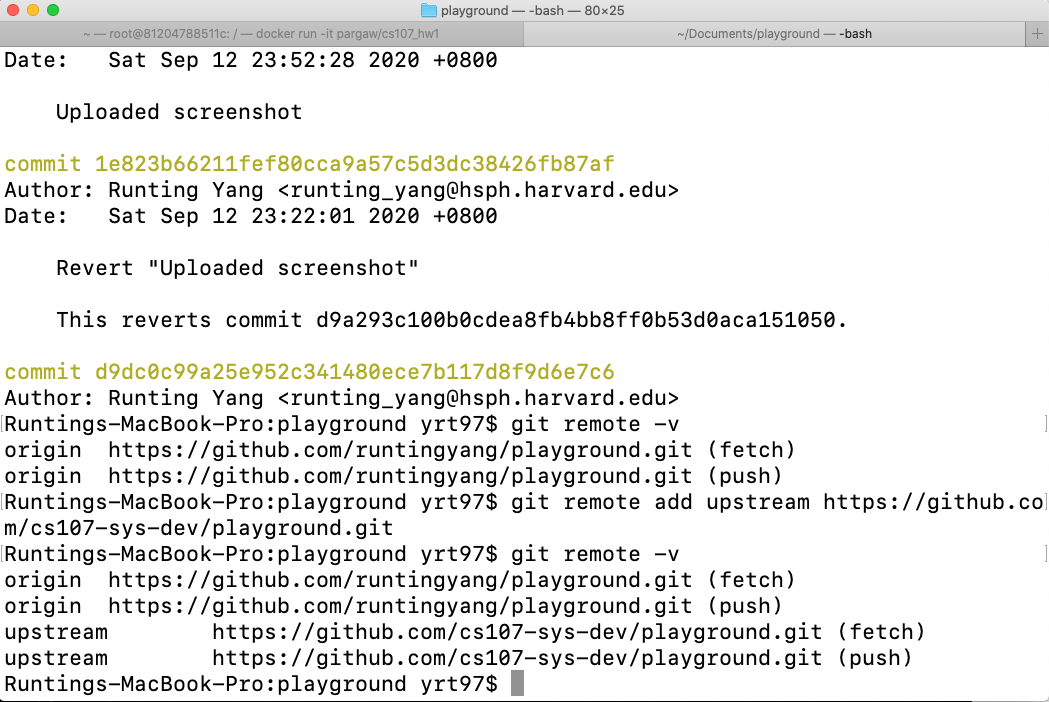 playground — -bash — 80×25
~ — root@81204788511c: / — docker run -it pargaw/cs107_hw1
~/Documents/playground — -bash
Date:   Sat Sep 12 23:52:28 2020 +0800
    Uploaded screenshot
commit 1e823b66211fef80cca9a57c5d3dc38426fb87af
Author: Runting Yang <runting_yang@hsph.harvard.edu>
Date:   Sat Sep 12 23:22:01 2020 +0800
    Revert "Uploaded screenshot"
    This reverts commit d9a293c100b0cdea8fb4bb8ff0b53d0aca151050.
commit d9dc0c99a25e952c341480ece7b117d8f9d6e7c6
Author: Runting Yang <runting_yang@hsph.harvard.edu>
[Runtings-MacBook-Pro:playground yrt97$ git remote -v                            ]
origin  https://github.com/runtingyang/playground.git (fetch)
origin  https://github.com/runtingyang/playground.git (push)
[Runtings-MacBook-Pro:playground yrt97$ git remote add upstream https://github.co]
m/cs107-sys-dev/playground.git
[Runtings-MacBook-Pro:playground yrt97$ git remote -v                            ]
origin  https://github.com/runtingyang/playground.git (fetch)
origin  https://github.com/runtingyang/playground.git (push)
upstream        https://github.com/cs107-sys-dev/playground.git (fetch)
upstream        https://github.com/cs107-sys-dev/playground.git (push)
Runtings-MacBook-Pro:playground yrt97$